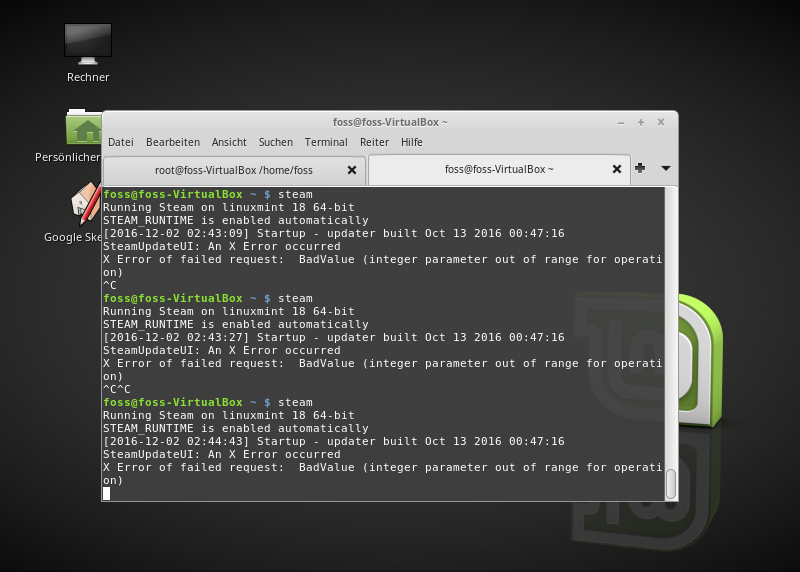 Rechner
Persönlicher
Google Ske
foss@foss-VirtualBox ~
Datei Bearbeiten Ansicht Suchen Terminal Reiter Hilfe
root@foss-VirtualBox /home/foss
foss@foss-VirtualBox ~
foss@foss-VirtualBox ~ $ steam
Running Steam on linuxmint 18 64-bit
STEAM_RUNTIME is enabled automatically
[2016-12-02 02:43:09] Startup - updater built Oct 13 2016 00:47:16
SteamUpdateUI: An X Error occurred
X Error of failed request:  BadValue (integer parameter out of range for operati
on)
^C
foss@foss-VirtualBox ~ $ steam
Running Steam on linuxmint 18 64-bit
STEAM_RUNTIME is enabled automatically
[2016-12-02 02:43:27] Startup - updater built Oct 13 2016 00:47:16
SteamUpdateUI: An X Error occurred
X Error of failed request:  BadValue (integer parameter out of range for operati
on)
^C^C
foss@foss-VirtualBox ~ $ steam
Running Steam on linuxmint 18 64-bit
STEAM_RUNTIME is enabled automatically
[2016-12-02 02:44:43] Startup - updater built Oct 13 2016 00:47:16
SteamUpdateUI: An X Error occurred
X Error of failed request:  BadValue (integer parameter out of range for operati
on)